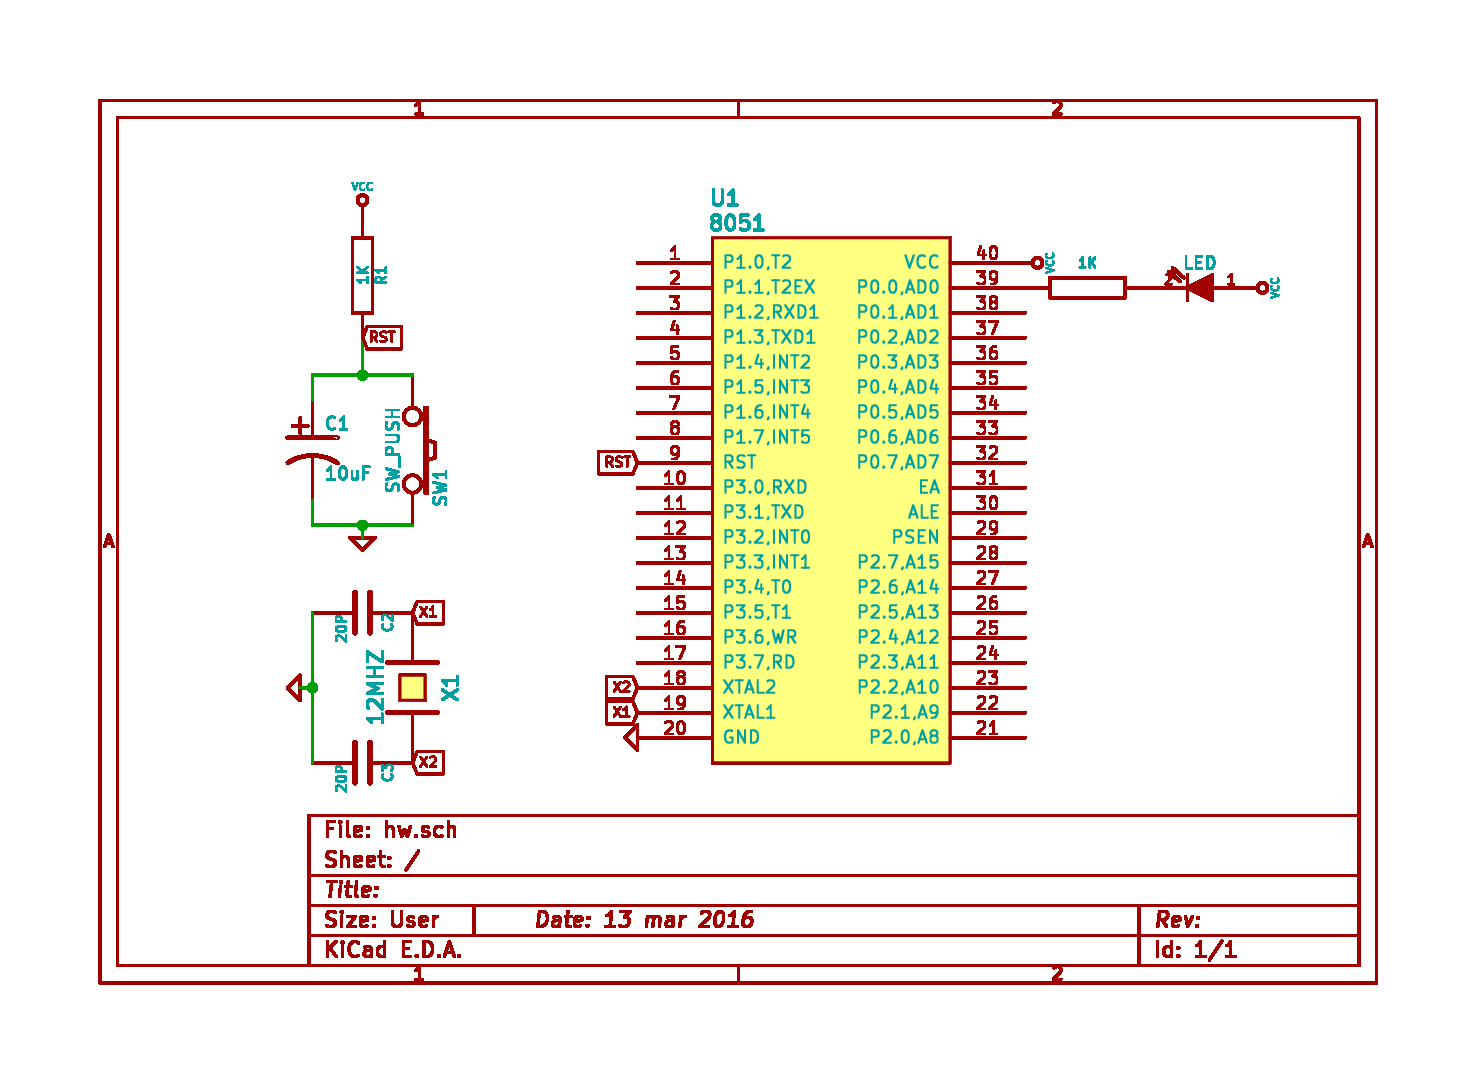 1
2
A
A
VCC
1K
R1
RST
C1
10uF
SW_PUSH
SW1
X1
20P
C2
12MHZ
X1
20P
C3
X2
U1
8051
1 P1.0,T2 VCC 40 VCC
2 P1.1,T2EX P0.0,AD0 39
1K
LED
2 1
VCC
3 P1.2,RXD1 P0.1,AD1 38
4 P1.3,TXD1 P0.2,AD2 37
5 P1.4,INT2 P0.3,AD3 36
6 P1.5,INT3 P0.4,AD4 35
7 P1.6,INT4 P0.5,AD5 34
8 P1.7,INT5 P0.6,AD6 33
RST 9 RST P0.7,AD7 32
10 P3.0,RXD EA 31
11 P3.1,TXD ALE 30
12 P3.2,INT0 PSEN 29
13 P3.3,INT1 P2.7,A15 28
14 P3.4,T0 P2.6,A14 27
15 P3.5,T1 P2.5,A13 26
16 P3.6,WR P2.4,A12 25
17 P3.7,RD P2.3,A11 24
X2 18 XTAL2 P2.2,A10 23
X1 19 XTAL1 P2.1,A9 22
20 GND P2.0,A8 21
File: hw.sch
Sheet: /
Title:
Size: User Date: 13 mar 2016 Rev:
KiCad E.D.A. Id: 1/1
1
2